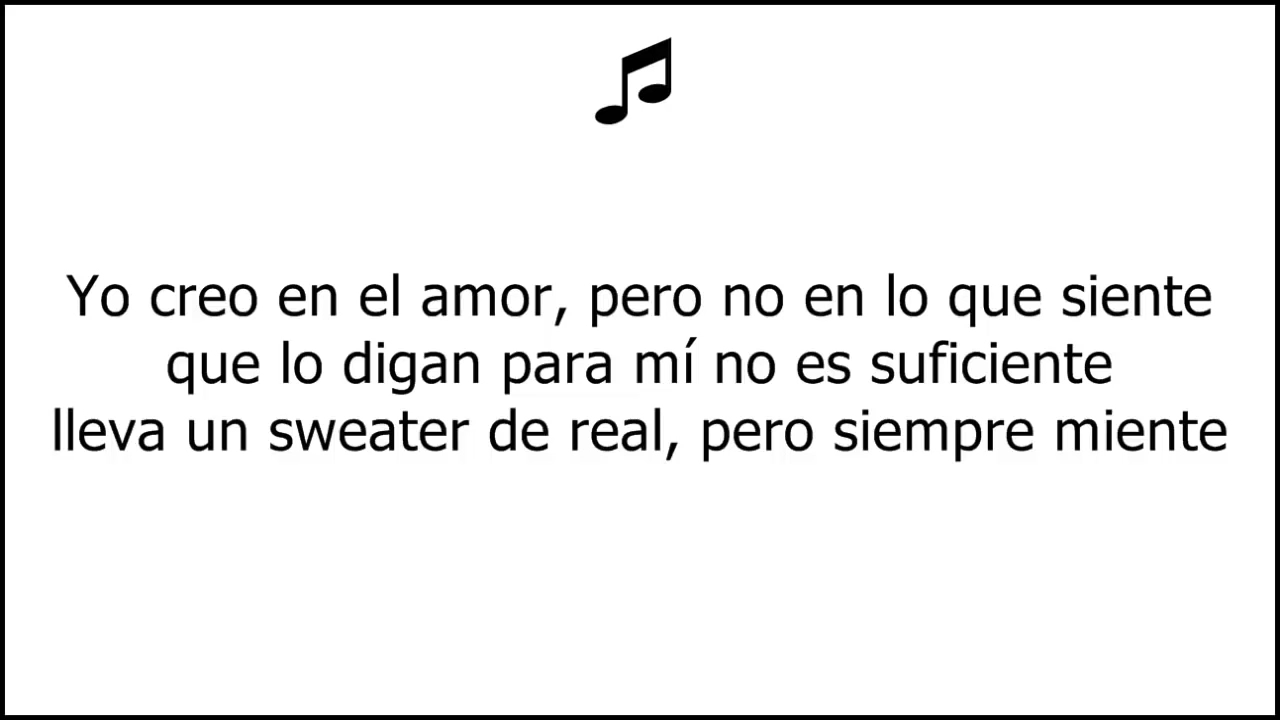 Yo creo en el amor, pero no en lo que siente
que lo digan para mí no es suficiente
lleva un sweater de real, pero siempre miente